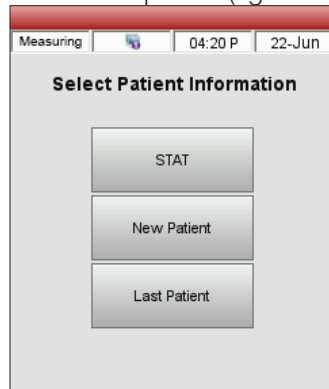 Measuring 04:20 P 22-Jun
Select Patient Information
STAT
New Patient
Last Patient